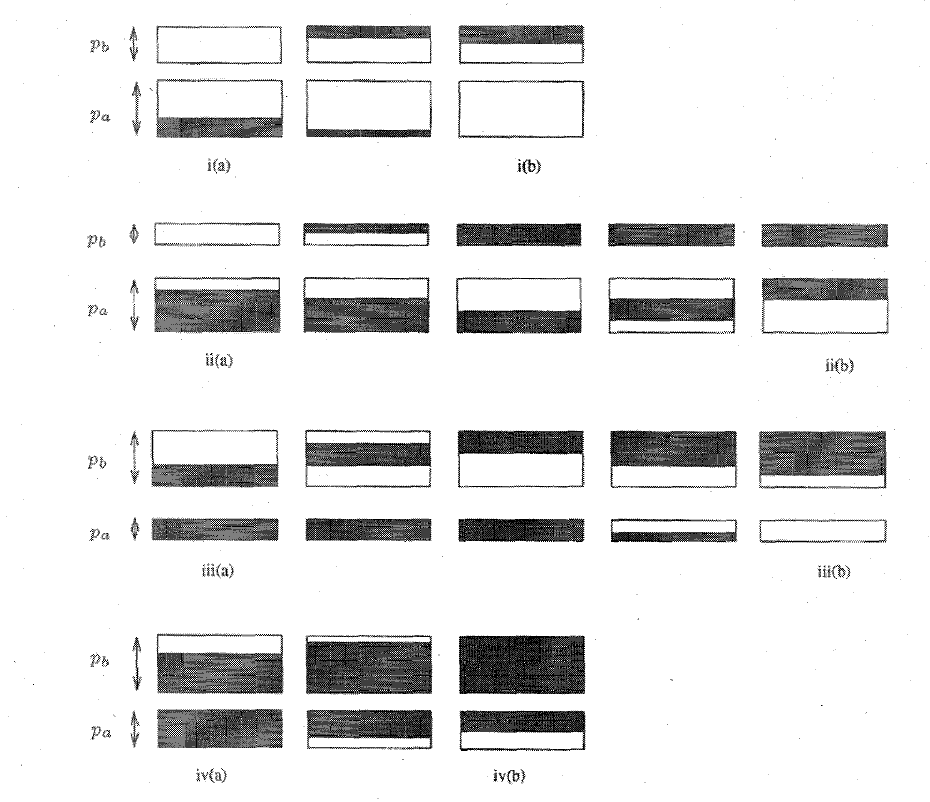 p_b
p_a
i(a) i(b)
p_b
p_a
ii(a) ii(b)
p_b
p_a
iii(a) iii(b)
p_b
p_a
iv(a) iv(b)